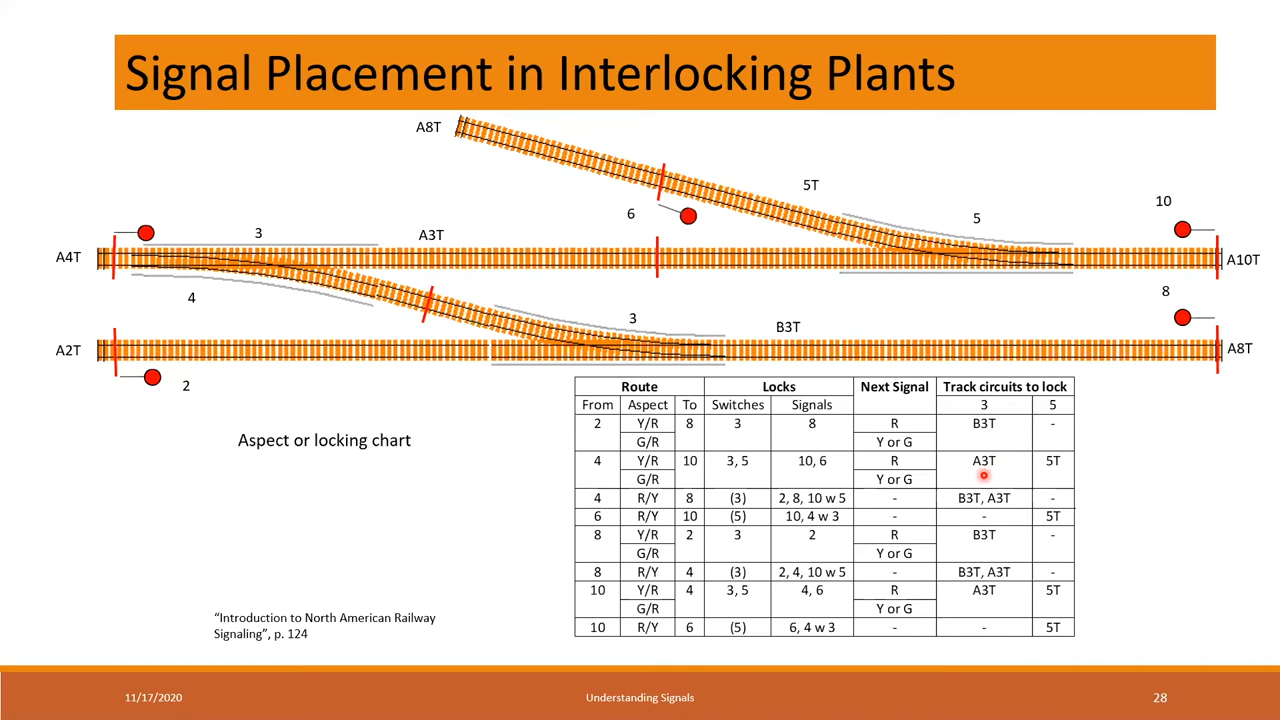 Signal Placement in Interlocking Plants
A8T
5T
6
5
10
3
A3T
A4T
A10T
4
8
3
B3T
A2T
A8T
2
Aspect or locking chart
Route Locks Next Signal Track circuits to lock
From Aspect To Switches Signals 3 5
2 Y/R 8 3 8 R B3T -
G/R Y or G
4 Y/R 10 3, 5 10, 6 R A3T 5T
G/R Y or G
4 R/Y 8 (3) 2, 8, 10 w 5 - B3T, A3T -
6 R/Y 10 (5) 10, 4 w 3 - - 5T
8 Y/R 2 3 2 R B3T -
G/R Y or G
8 R/Y 4 (3) 2, 4, 10 w 5 - B3T, A3T -
10 Y/R 4 3, 5 4, 6 R A3T 5T
G/R Y or G
10 R/Y 6 (5) 6, 4 w 3 - - 5T
"Introduction to North American Railway
Signaling", p. 124
11/17/2020 Understanding Signals 28